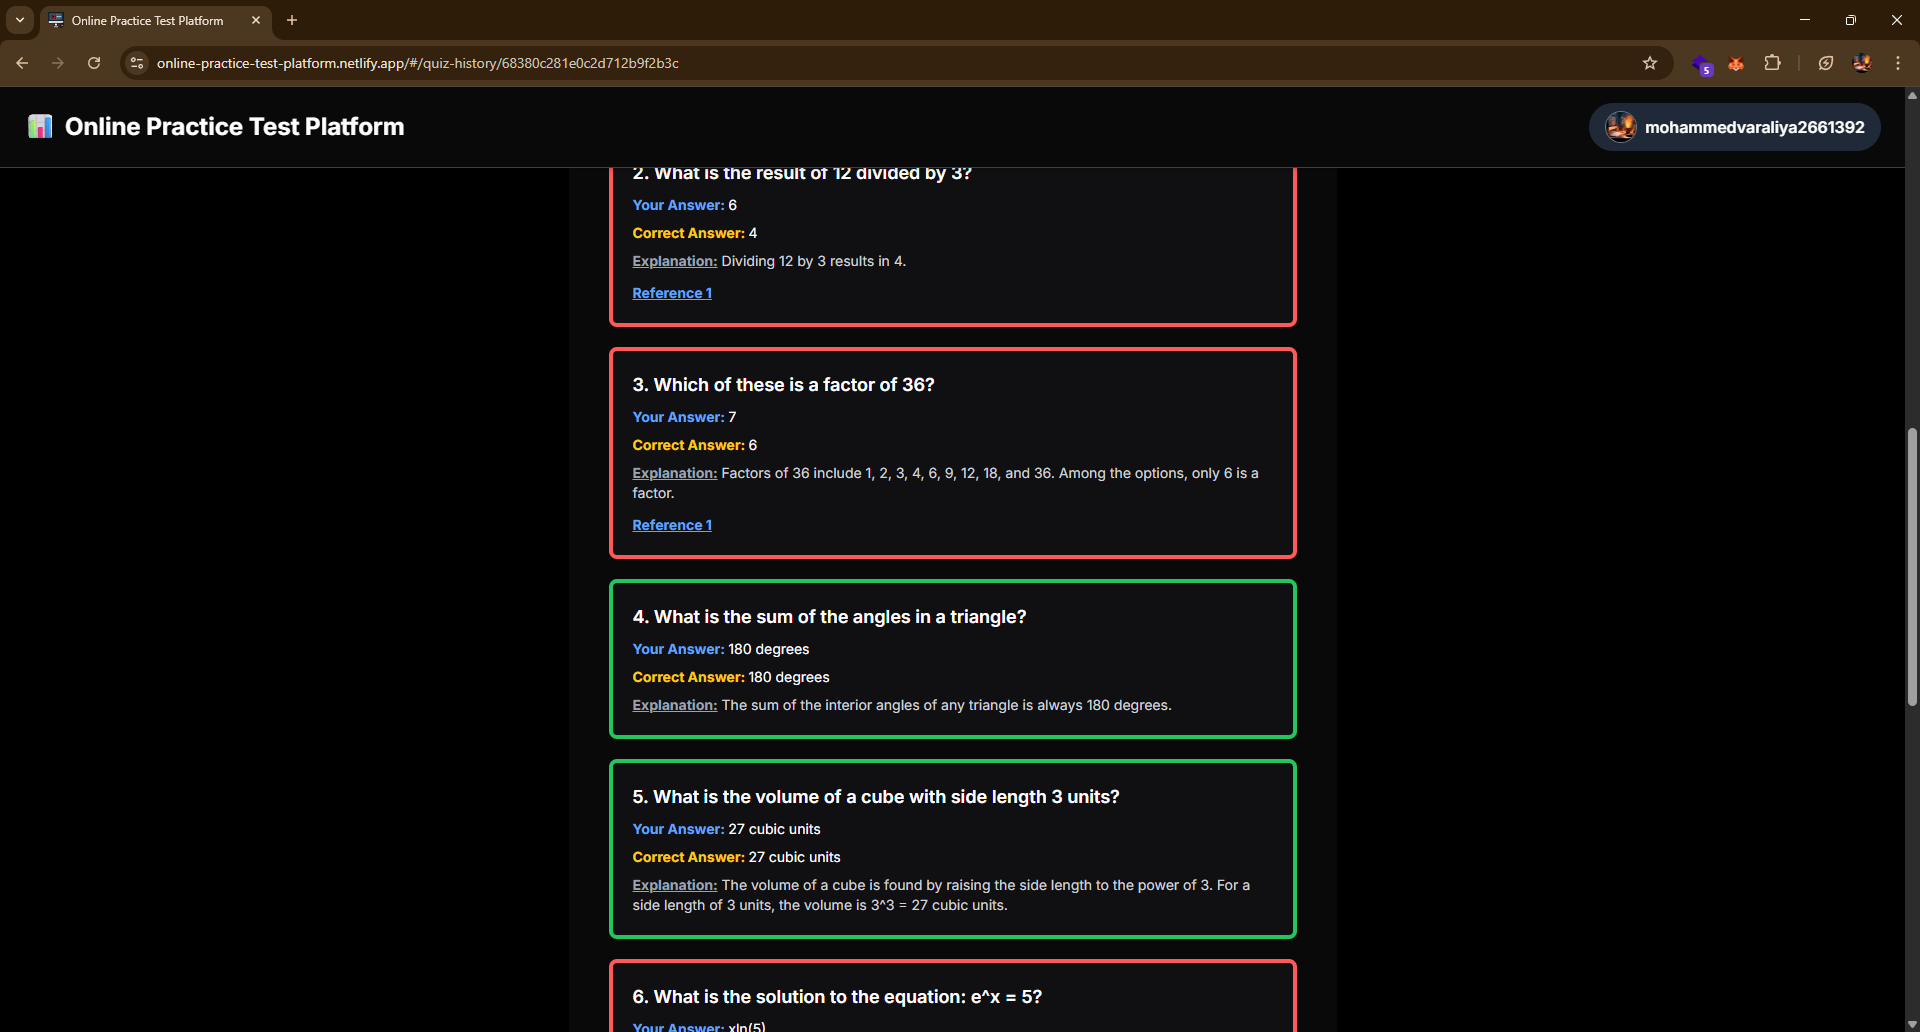 Online Practice Test Platform
online-practice-test-platform.netlify.app/#/quiz-history/68380c281e0c2d712b9f2b3c
5
Online Practice Test Platform
mohammedvaraliya2661392
2. What is the result of 12 divided by 3?
Your Answer: 6
Correct Answer: 4
Explanation: Dividing 12 by 3 results in 4.
Reference 1
3. Which of these is a factor of 36?
Your Answer: 7
Correct Answer: 6
Explanation: Factors of 36 include 1, 2, 3, 4, 6, 9, 12, 18, and 36. Among the options, only 6 is a
factor.
Reference 1
4. What is the sum of the angles in a triangle?
Your Answer: 180 degrees
Correct Answer: 180 degrees
Explanation: The sum of the interior angles of any triangle is always 180 degrees.
5. What is the volume of a cube with side length 3 units?
Your Answer: 27 cubic units
Correct Answer: 27 cubic units
Explanation: The volume of a cube is found by raising the side length to the power of 3. For a
side length of 3 units, the volume is 3^3 = 27 cubic units.
6. What is the solution to the equation: e^x = 5?
Your Answer: xln(5)